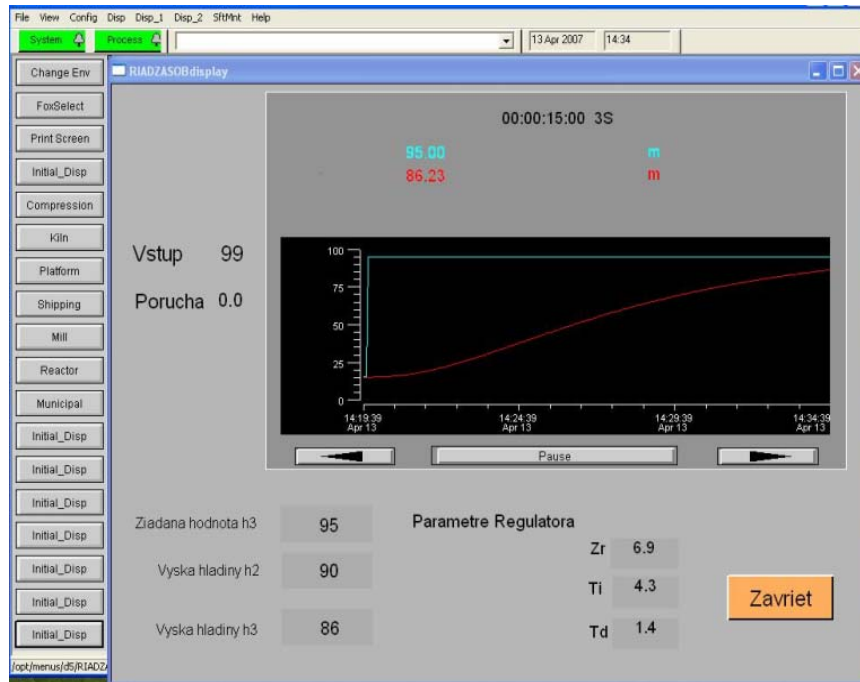 File View Config Disp Disp_1 Disp_2 SftMnt Help
System Process 13 Apr 2007 14:34
Change Env
FoxSelect
Print Screen
Initial_Disp
Compression
Kiln
Platform
Shipping
Mill
Reactor
Municipal
Initial_Disp
Initial_Disp
Initial_Disp
Initial_Disp
Initial_Disp
Initial_Disp
Initial_Disp
/opt/menus/d5/RIADZA
RIADZASOBdisplay
00:00:15:00 3S
95.00 m
86.23 m
Vstup 99
Porucha 0.0
100
75
50
25
0
14:19:39 14:24:39 14:29:39 14:34:39
Apr 13 Apr 13 Apr 13 Apr 13
Pause
Ziadana hodnota h3 95
Vyska hladiny h2 90
Vyska hladiny h3 86
Parametre Regulatora
Zr 6.9
Ti 4.3
Td 1.4
Zavriet